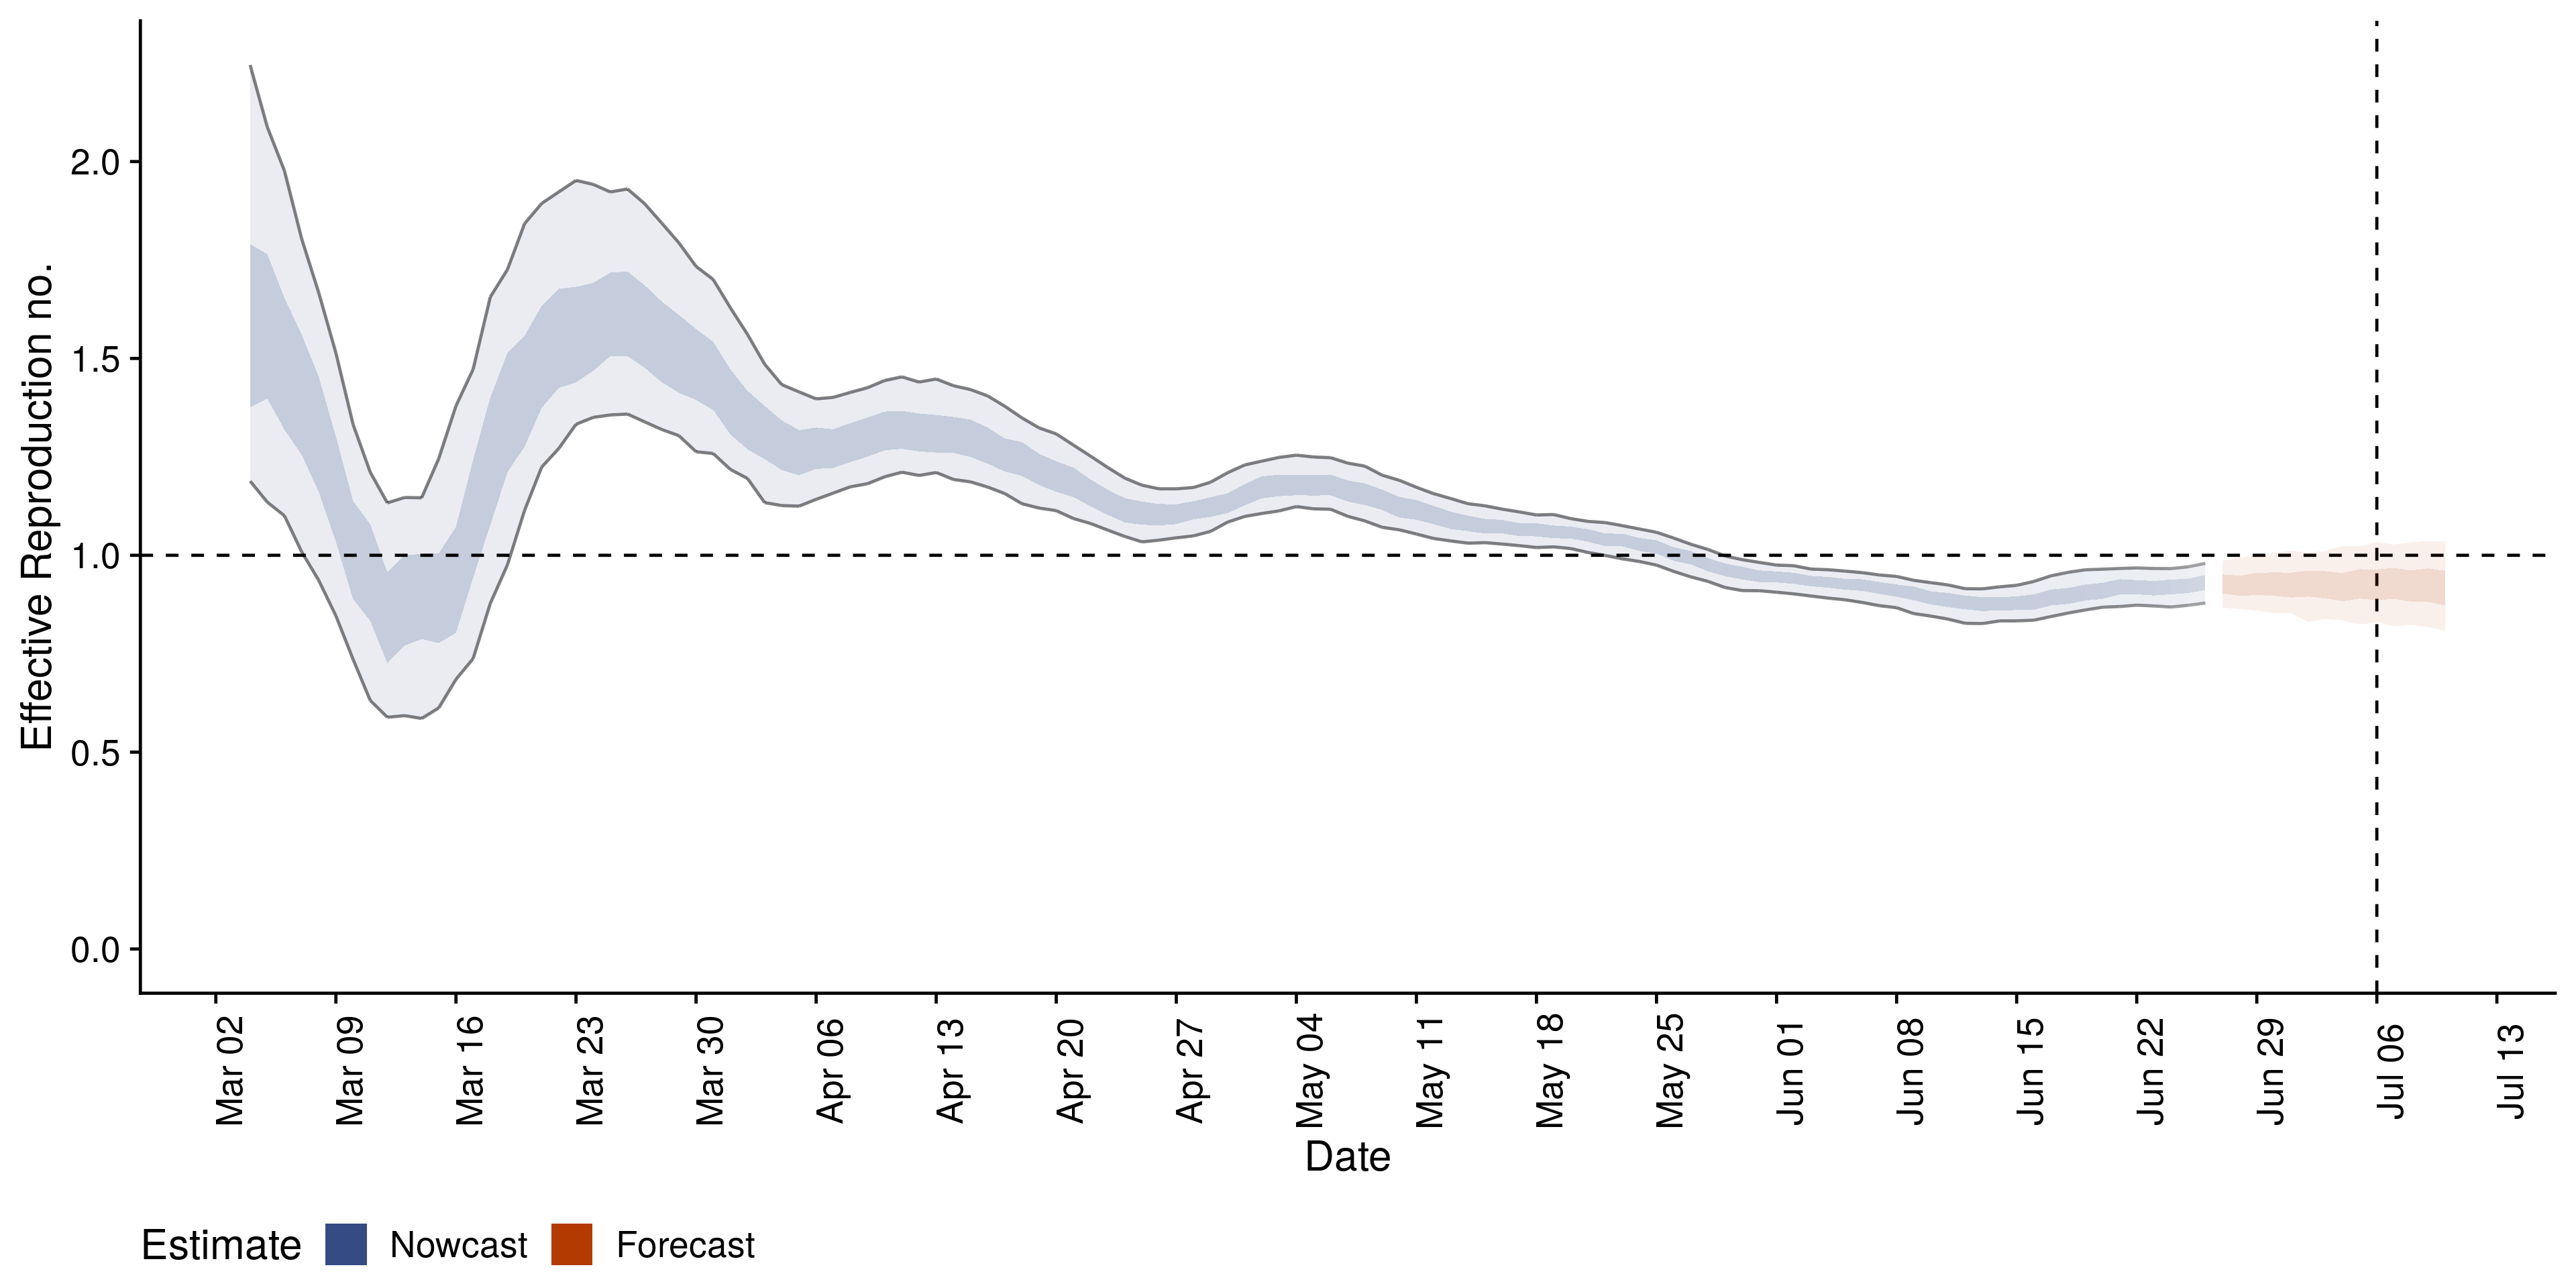 Effective Reproduction no.
2.0
1.5
1.0
0.5
0.0
Mar 02
Mar 09
Mar 16
Mar 23
Mar 30
Apr 06
Apr 13
Apr 20
Apr 27
May 04
May 11
May 18
May 25
Jun 01
Jun 08
Jun 15
Jun 22
Jun 29
Jul 06
Jul 13
Date
Estimate Nowcast Forecast